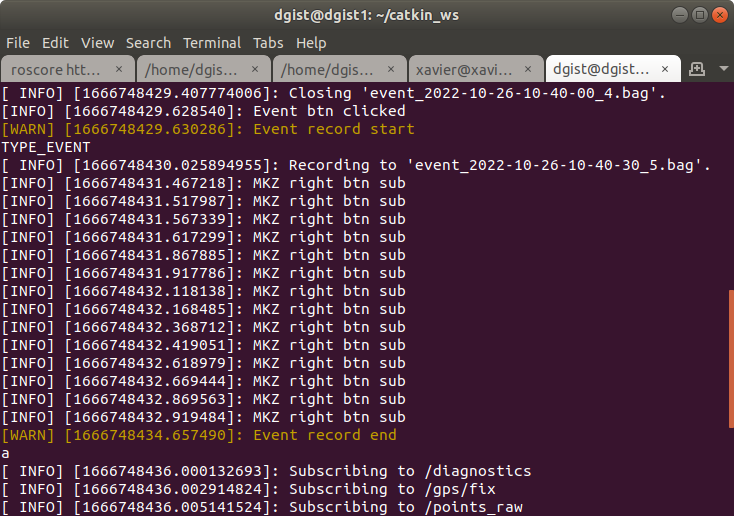 dgist@dgist1: ~/catkin_ws
File Edit View Search Terminal Tabs Help
roscore htt... × /home/dgis... × /home/dgis... × xavier@xavi... × dgist@dgist... ×
[ INFO] [1666748429.407774006]: Closing 'event_2022-10-26-10-40-00_4.bag'.
[INFO] [1666748429.628540]: Event btn clicked
[WARN] [1666748429.630286]: Event record start
TYPE_EVENT
[ INFO] [1666748430.025894955]: Recording to 'event_2022-10-26-10-40-30_5.bag'.
[INFO] [1666748431.467218]: MKZ right btn sub
[INFO] [1666748431.517987]: MKZ right btn sub
[INFO] [1666748431.567339]: MKZ right btn sub
[INFO] [1666748431.617299]: MKZ right btn sub
[INFO] [1666748431.867885]: MKZ right btn sub
[INFO] [1666748431.917786]: MKZ right btn sub
[INFO] [1666748432.118138]: MKZ right btn sub
[INFO] [1666748432.168485]: MKZ right btn sub
[INFO] [1666748432.368712]: MKZ right btn sub
[INFO] [1666748432.419051]: MKZ right btn sub
[INFO] [1666748432.618979]: MKZ right btn sub
[INFO] [1666748432.669444]: MKZ right btn sub
[INFO] [1666748432.869563]: MKZ right btn sub
[INFO] [1666748432.919484]: MKZ right btn sub
[WARN] [1666748434.657490]: Event record end
a
[ INFO] [1666748436.000132693]: Subscribing to /diagnostics
[ INFO] [1666748436.002914824]: Subscribing to /gps/fix
[ INFO] [1666748436.005141524]: Subscribing to /points_raw